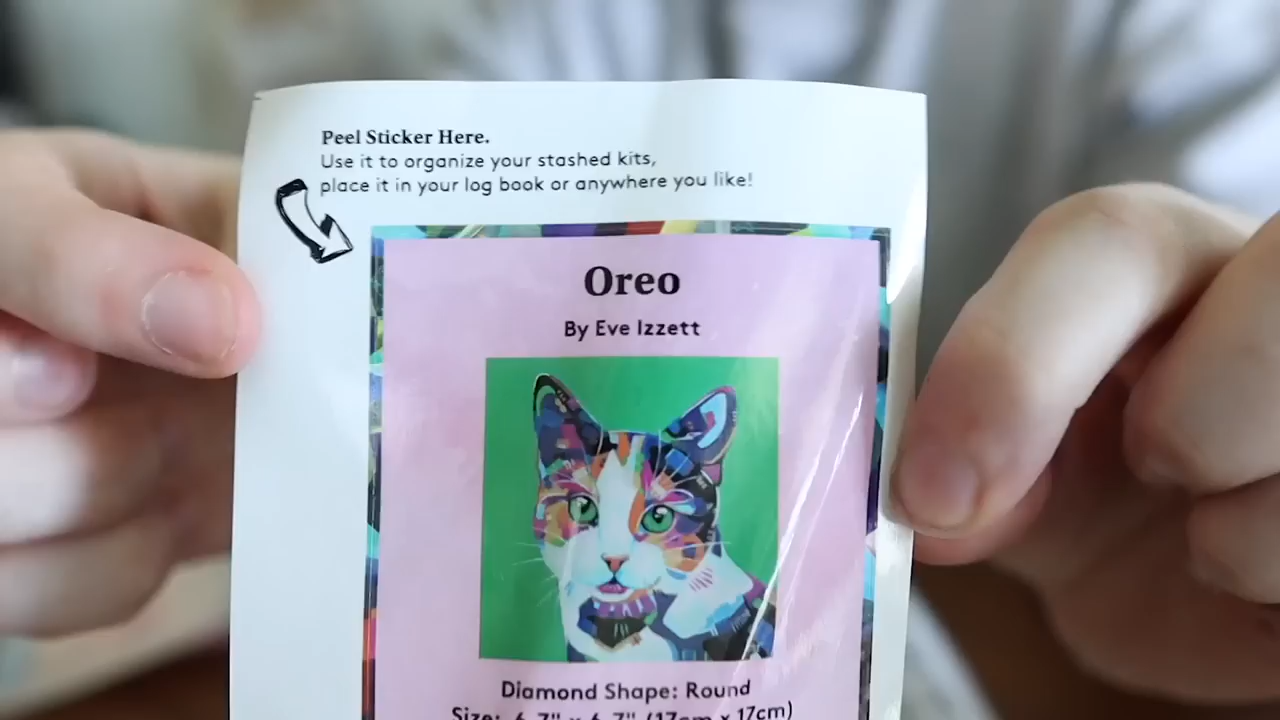 Peel Sticker Here.
Use it to organize your stashed kits,
place it in your log book or anywhere you like!
Oreo
By Eve Izzett
Diamond Shape: Round
Size: 6.7" x 6.7" (17cm x 17cm)